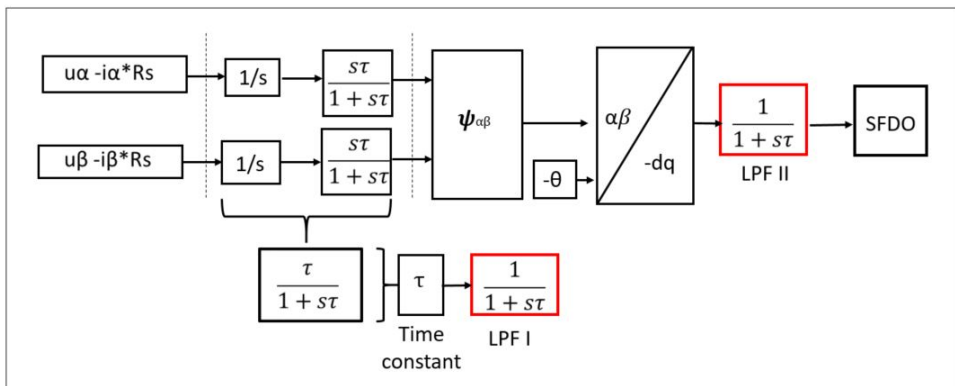 uα -iα*Rs
1/s
sτ
1 + sτ
uβ -iβ*Rs
1/s
sτ
1 + sτ
ψαβ
-θ
αβ
-dq
1
1 + sτ
LPF II
SFDO
τ
1 + sτ
τ
Time
constant
1
1 + sτ
LPF I